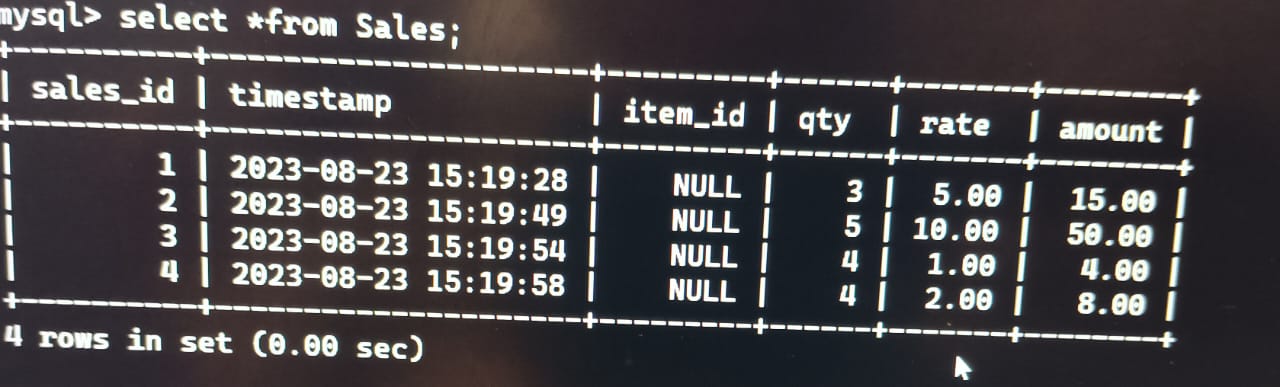 mysql> select *from Sales;
+----------+---------------------+---------+------+-------+--------+
| sales_id | timestamp           | item_id | qty  | rate  | amount |
+----------+---------------------+---------+------+-------+--------+
|        1 | 2023-08-23 15:19:28 |    NULL |    3 |  5.00 |  15.00 |
|        2 | 2023-08-23 15:19:49 |    NULL |    5 | 10.00 |  50.00 |
|        3 | 2023-08-23 15:19:54 |    NULL |    4 |  1.00 |   4.00 |
|        4 | 2023-08-23 15:19:58 |    NULL |    4 |  2.00 |   8.00 |
+----------+---------------------+---------+------+-------+--------+
4 rows in set (0.00 sec)